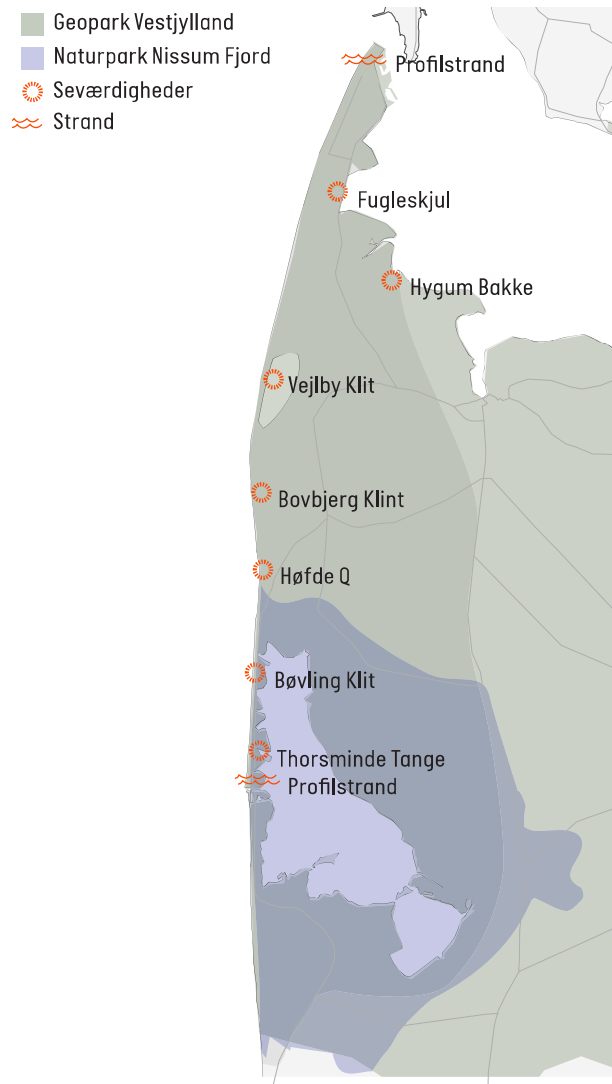 Geopark Vestjylland
Naturpark Nissum Fjord
Seværdigheder
Strand
Profilstrand
Fugleskjul
Hygum Bakke
Vejlby Klit
Bovbjerg Klint
Høfde Q
Bøvling Klit
Thorsminde Tange
Profilstrand